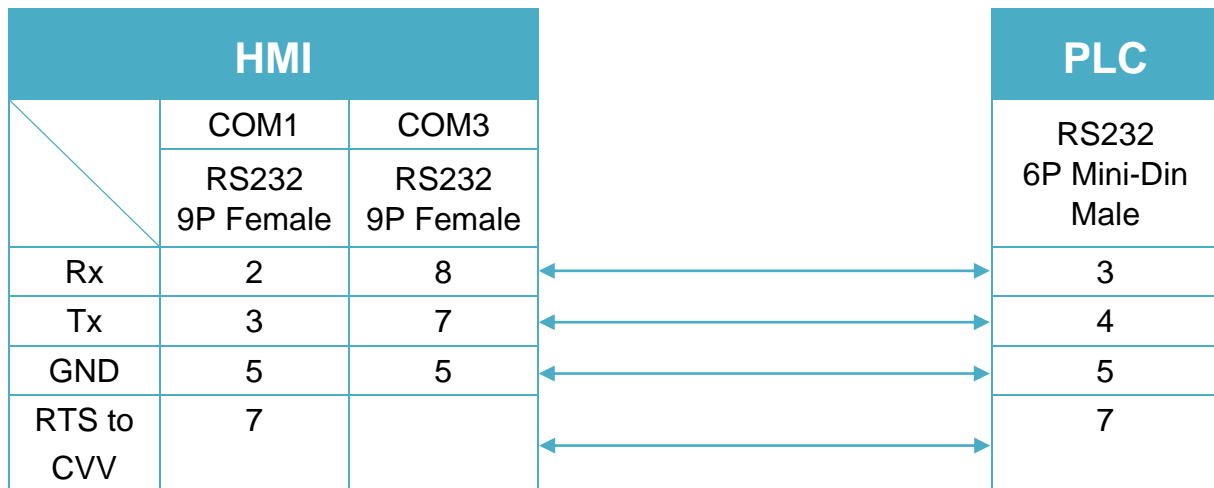 HMI PLC
COM1 COM3
RS232
9P Female
RS232
9P Female
RS232
6P Mini-Din
Male
Rx 2 8 3
Tx 3 7 4
GND 5 5 5
RTS to
CVV
7 7